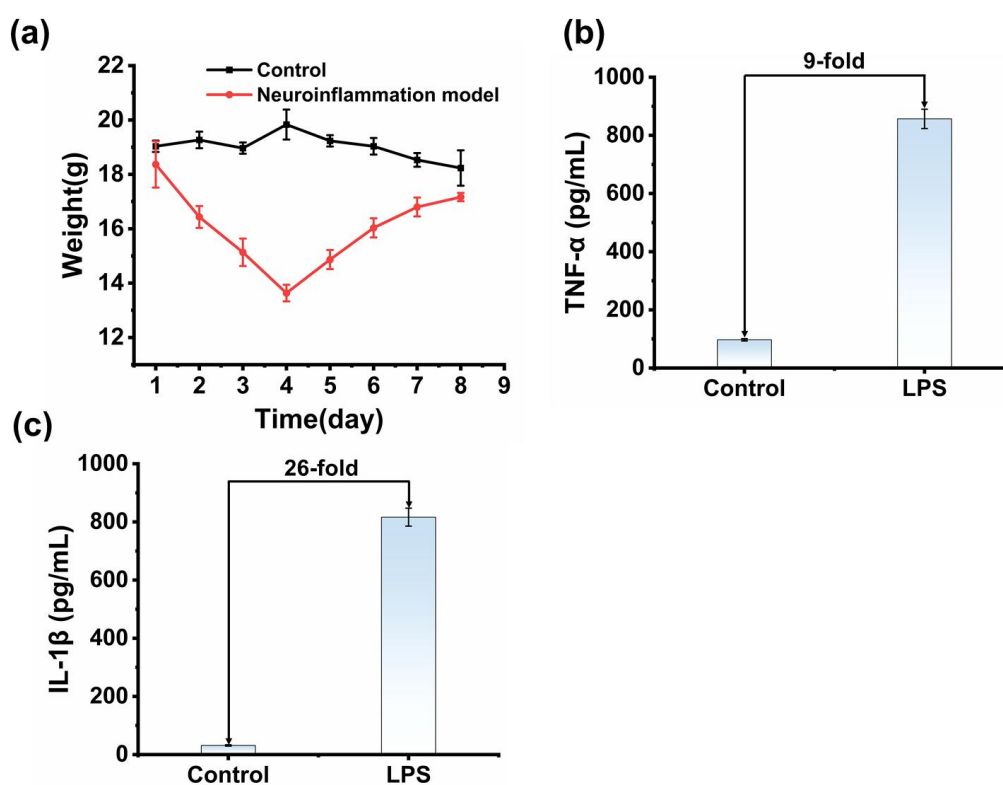 (a)
22
20
18
16
14
12
Weight(g)
Control
Neuroinflammation model
1 2 3 4 5 6 7 8 9
Time(day)
(b)
9-fold
1000
800
600
400
200
0
TNF-α (pg/mL)
Control LPS
(c)
26-fold
1000
800
600
400
200
0
IL-1β (pg/mL)
Control LPS